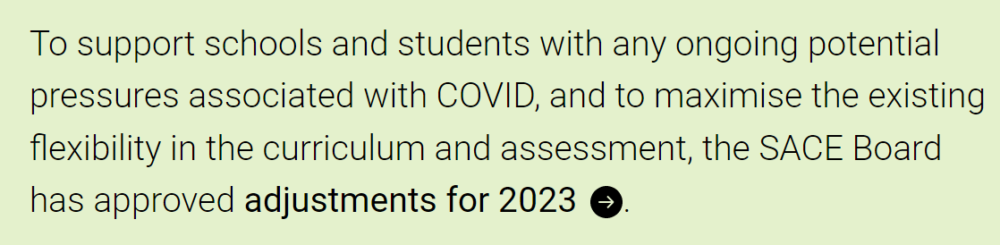 To support schools and students with any ongoing potential
pressures associated with COVID, and to maximise the existing
flexibility in the curriculum and assessment, the SACE Board
has approved adjustments for 2023 .